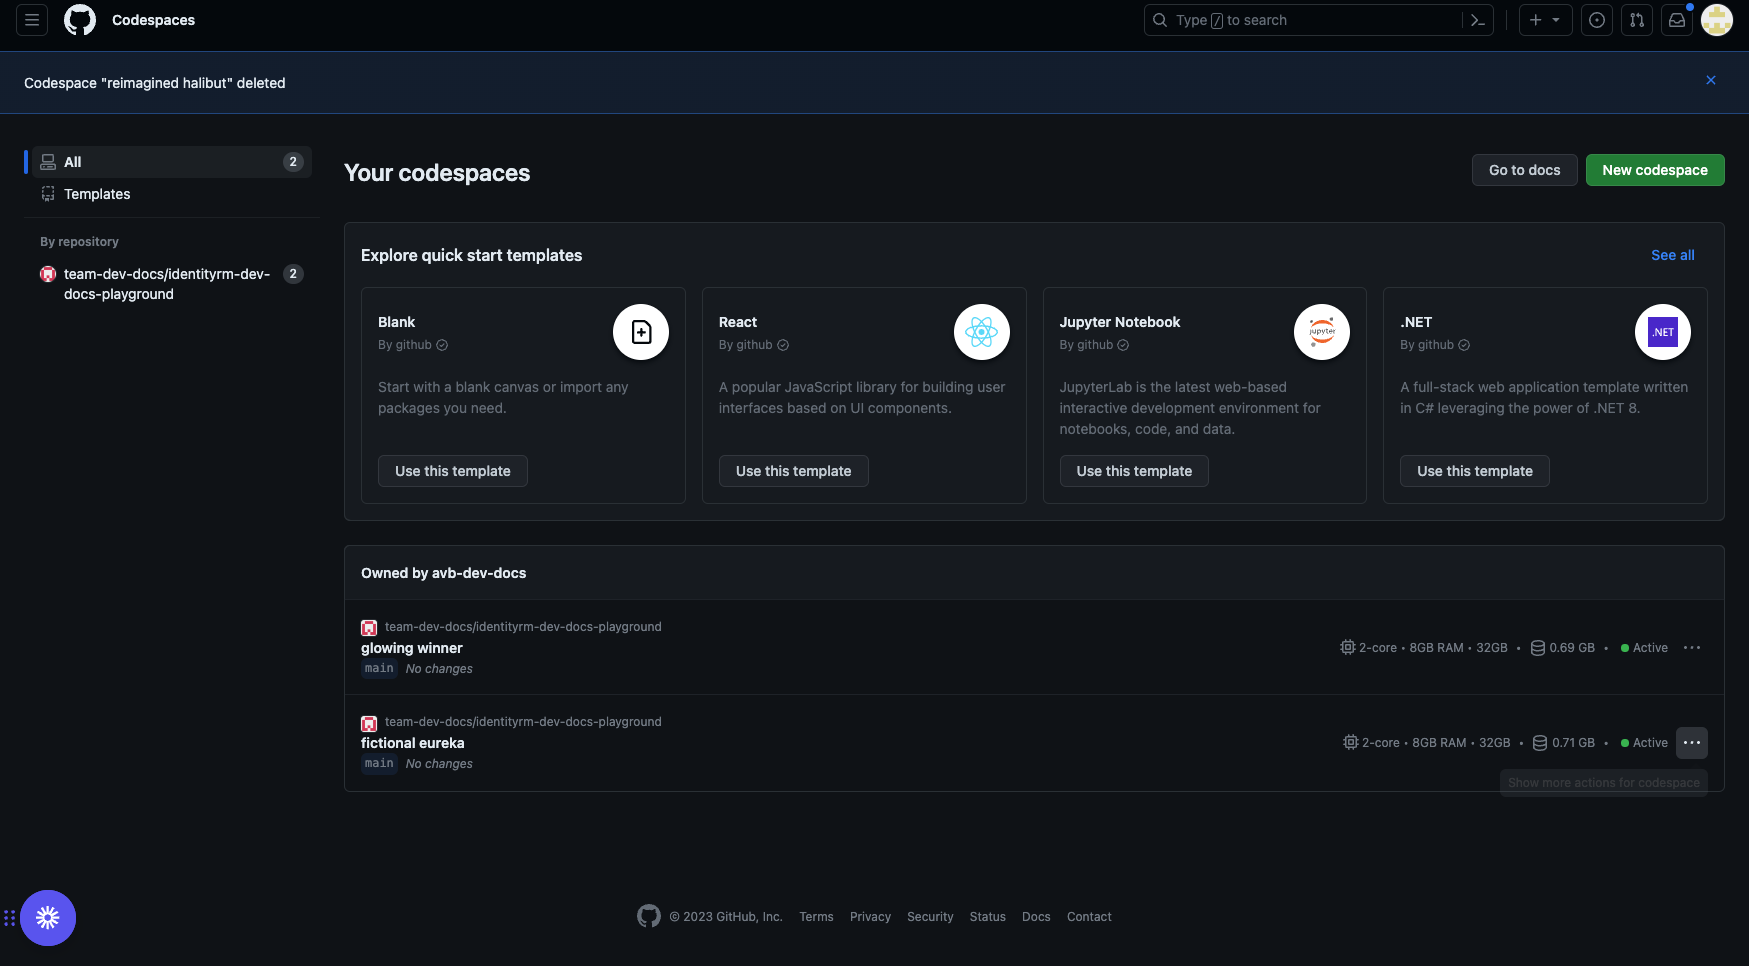 Codespaces
Type / to search
Codespace "reimagined halibut" deleted
All 2
Templates
By repository
team-dev-docs/identityrm-dev- 2
docs-playground
Your codespaces
Go to docs
New codespace
Explore quick start templates
See all
Blank
By github
Start with a blank canvas or import any
packages you need.
Use this template
React
By github
A popular JavaScript library for building user
interfaces based on UI components.
Use this template
Jupyter Notebook
By github
jupyter
JupyterLab is the latest web-based
interactive development environment for
notebooks, code, and data.
Use this template
.NET
By github
.NET
A full-stack web application template written
in C# leveraging the power of .NET 8.
Use this template
Owned by avb-dev-docs
team-dev-docs/identityrm-dev-docs-playground
glowing winner
main No changes
2-core • 8GB RAM • 32GB • 0.69 GB • Active
team-dev-docs/identityrm-dev-docs-playground
fictional eureka
main No changes
2-core • 8GB RAM • 32GB • 0.71 GB • Active
Show more actions for codespace
© 2023 GitHub, Inc. Terms Privacy Security Status Docs Contact